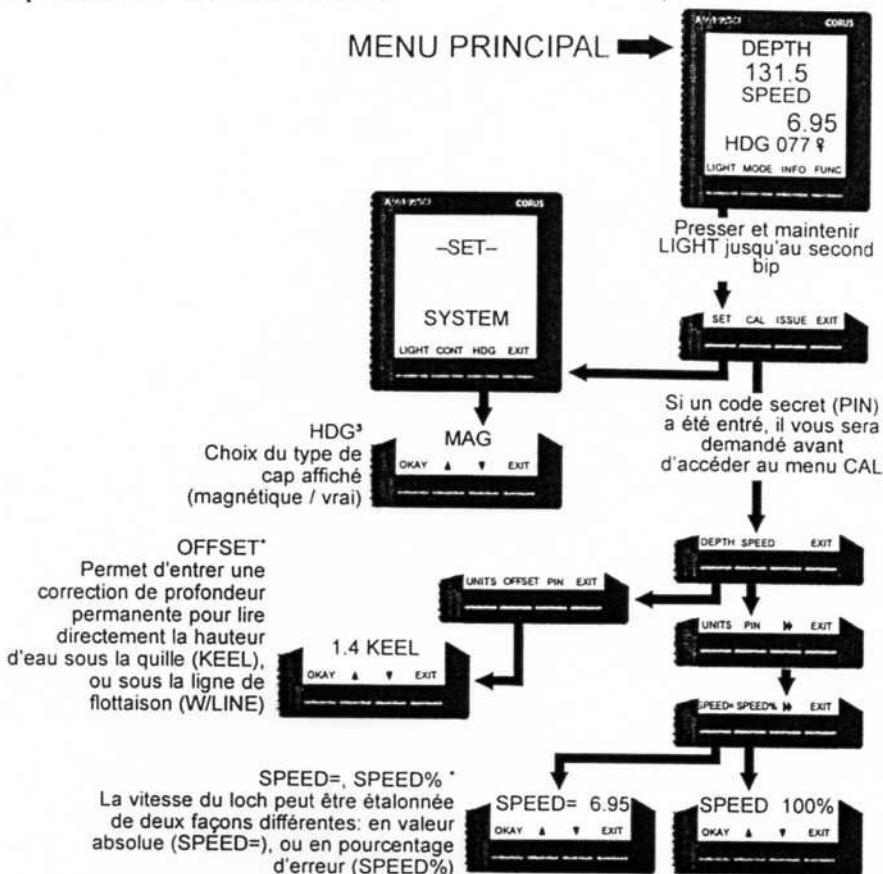 MENU PRINCIPAL
CORUS
DEPTH
131.5
SPEED
6.95
HDG 077
LIGHT MODE INFO FUNC
Presser et maintenir
LIGHT jusqu'au second
bip
CORUS
–SET–
SYSTEM
LIGHT CONT HDG EXIT
SET CAL ISSUE EXIT
Si un code secret (PIN)
a été entré, il vous sera
demandé avant
d'accéder au menu CAL
HDG³
Choix du type de
cap affiché
(magnétique / vrai)
MAG
OKAY ▲ ▼ EXIT
DEPTH SPEED EXIT
OFFSET*
Permet d'entrer une
correction de profondeur
permanente pour lire
directement la hauteur
d'eau sous la quille (KEEL),
ou sous la ligne de
flottaison (W/LINE)
UNITS OFFSET PIN EXIT
1.4 KEEL
OKAY ▲ ▼ EXIT
UNITS PIN EXIT
SPEED= SPEED% EXIT
SPEED=, SPEED% *
La vitesse du loch peut être étalonnée
de deux façons différentes: en valeur
absolue (SPEED=), ou en pourcentage
d'erreur (SPEED%)
SPEED= 6.95
OKAY ▲ ▼ EXIT
SPEED 100%
OKAY ▲ ▼ EXIT